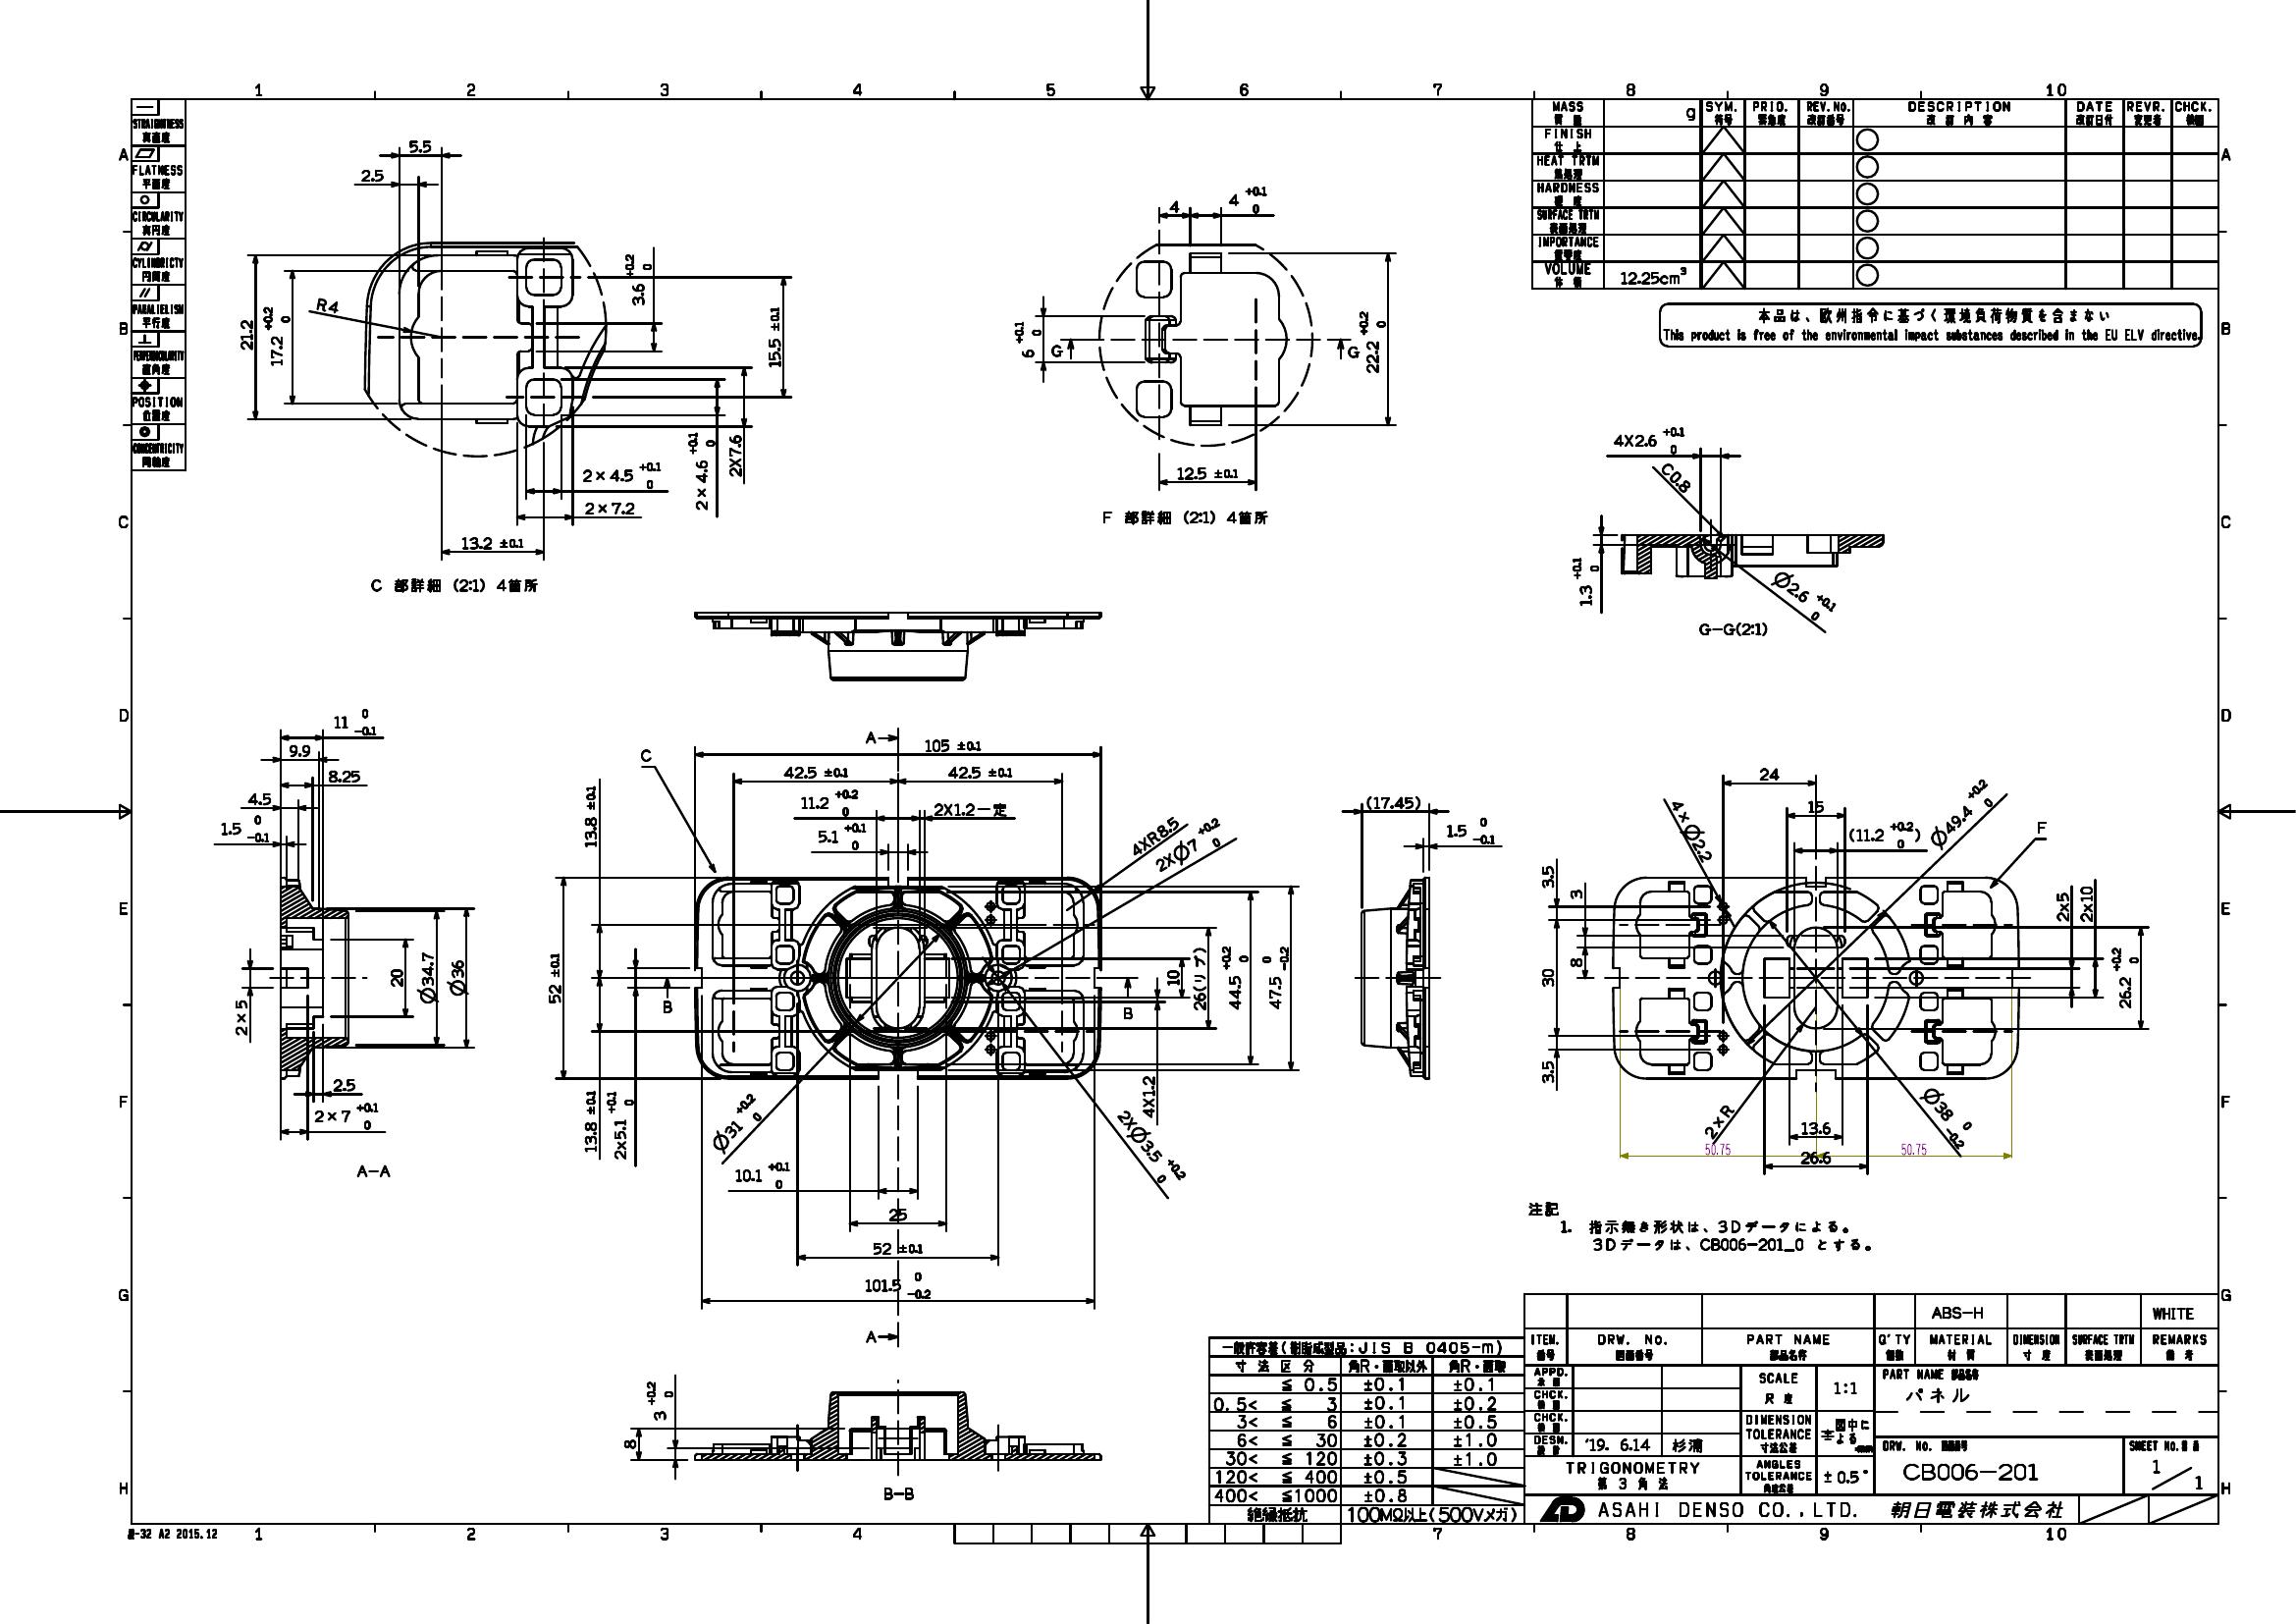 1 2 3 4 5 6 7 8 9 10
A B C D E F G H
STRAIGHTNESS
真直度
FLATNESS
平面度
CIRCULARITY
真円度
CYLINDRICTY
円筒度
PARALIELISM
平行度
PERPENDICULARITY
直角度
POSITION
位置度
CONCENTRICITY
同軸度
MASS g SYM. PRIO. REV. No. DESCRIPTION DATE REVR. CHCK.
質量 符号 緊急度 改訂番号 改訂内容 改訂日付 変更者 検図
FINISH
仕上
HEAT TRTM
熱処理
HARDNESS
硬度
SURFACE TRTM
表面処理
IMPORTANCE
重要度
VOLUME 12.25cm³
体積
本品は、欧州指令に基づく環境負荷物質を含まない
This product is free of the environmental impact substances described in the EU ELV directive.
5.5
2.5
R4
21.2
17.2 +0.2 0
3.6 +0.2 0
15.5 ±0.1
2×4.5 +0.1 0
2×7.2
2×4.6 +0.1 0
2X7.6
13.2 ±0.1
C 部詳細 (2:1) 4箇所
4
4 +0.1 0
6 +0.1 0
G G
22.2 +0.2 0
12.5 ±0.1
F 部詳細 (2:1) 4箇所
4X2.6 +0.1 0
C0.8
1.3 +0.1 0
Ø2.6 +0.1 0
G-G(2:1)
11 0 -0.1
9.9
8.25
4.5
1.5 0 -0.1
2×5
20
Ø34.7
Ø36
2.5
2×7 +0.1 0
A-A
A
105 ±0.1
C
42.5 ±0.1 42.5 ±0.1
11.2 +0.2 0
2X1.2一定
5.1 +0.1 0
4XR8.5
2XØ7 +0.2 0
13.8 ±0.1
52 ±0.1
13.8 ±0.1
2×5.1 +0.1 0
B B
10
26(リブ)
44.5 +0.2 0
47.5 0 -0.2
4X1.2
2XØ3.5 +0.2 0
Ø31 +0.2 0
10.1 +0.1 0
25
52 ±0.1
101.5 0 -0.2
A
(17.45)
1.5 0 -0.1
24
15
(11.2 +0.2 0)
Ø49.4 +0.2 0
F
4×Ø2.2
3.5
3
8
30
3.5
2X5
2×10
26.2 +0.2 0
2×R
13.6
Ø38 0 -0.2
50.75 50.75
26.6
3 +0.2 0
8
B-B
注記
1. 指示無き形状は、3Dデータによる。
3Dデータは、CB006-201_0 とする。
一般許容差(樹脂成型品:JIS B 0405-m)
寸法区分 角R・面取以外 角R・面取
≦ 0.5 ±0.1 ±0.1
0.5< ≦ 3 ±0.1 ±0.2
3< ≦ 6 ±0.1 ±0.5
6< ≦ 30 ±0.2 ±1.0
30< ≦ 120 ±0.3 ±1.0
120< ≦ 400 ±0.5
400< ≦1000 ±0.8
絶縁抵抗 100MΩ以上(500Vメガ)
ABS-H WHITE
ITEM. DRW. No. PART NAME Q'TY MATERIAL DIMENSION SURFACE TRTM REMARKS
番号 図面番号 部品名称 個数 材質 寸度 表面処理 備考
APPD.
CHCK.
CHCK.
DESN. '19. 6.14 杉浦
SCALE 1:1
尺度
DIMENSION
TOLERANCE
寸法公差
±図中による
mm
ANGLES
TOLERANCE ±0.5°
角度公差
TRIGONOMETRY
第3角法
PART NAME 部品名称
パネル
DRW. NO. 図面番号
CB006-201
SHEET NO.
1/1
ASAHI DENSO CO., LTD. 朝日電装株式会社
-32 A2 2015.12
1 2 3 4 7 8 9 10